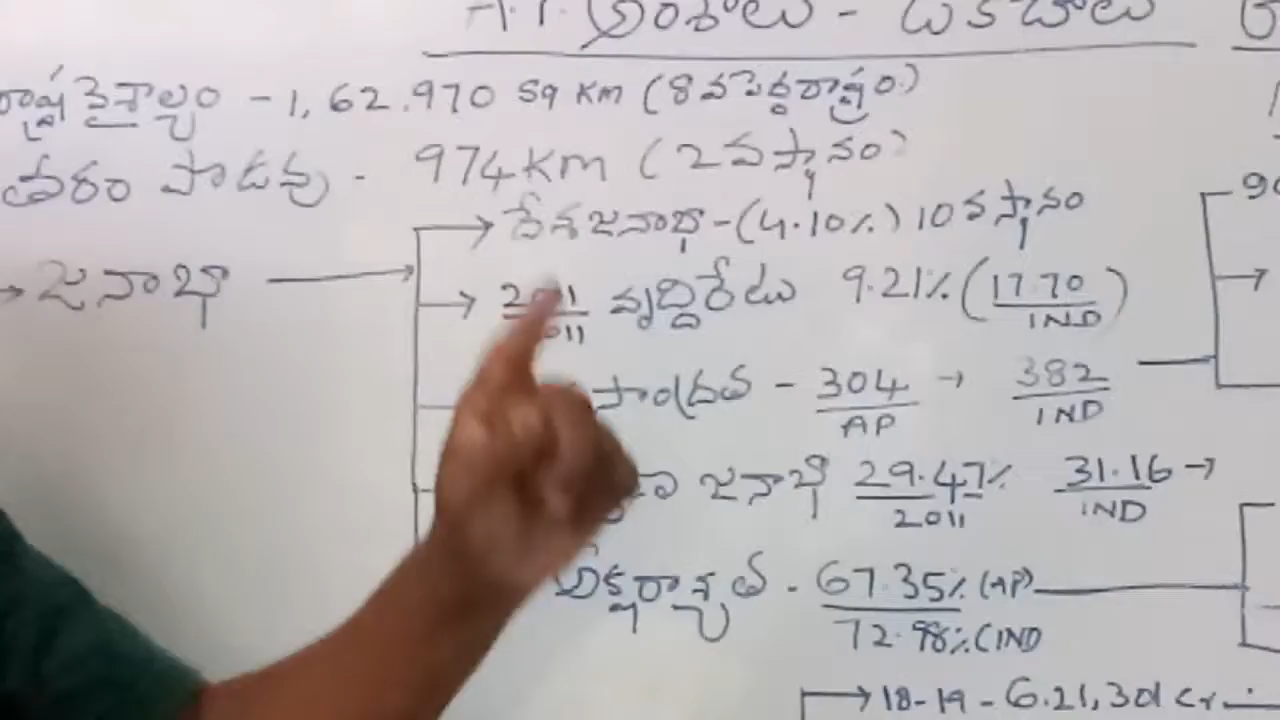 A.P. అంశాలు -
రాష్ట్ర వైశాల్యం - 1,62.970 sq km (8వ పెద్ద రాష్ట్రం.)
తీరం పొడవు - 974 km (2వ స్థానం)
→ దేశ జనాభా - (4.10%) 10వ స్థానం
90
→ జనాభా →
→ 2001 / 2011 వృద్ధిరేటు 9.21% (17.70 / IND)
సాంద్రత - 304 / AP → 382 / IND
జనాభా 29.47% / 2011 31.16 / IND →
అక్షరాస్యత - 67.35% (AP)
72.98% (IND
→ 18-19 - 6.21,301 Cr